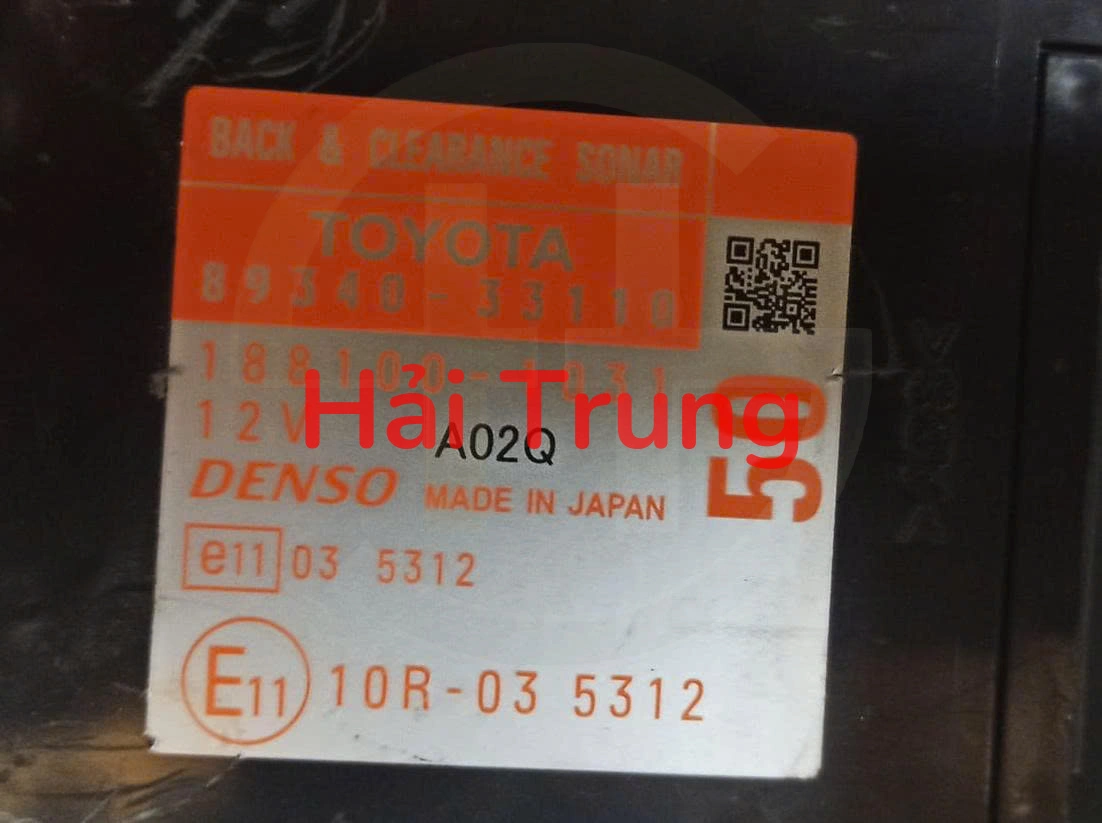 BACK & CLEARANCE SONAR
TOYOTA
89340-33110
188100-1031
12V
Hải Trung
A02Q
50
DENSO MADE IN JAPAN
e11 03 5312
E11 10R-03 5312